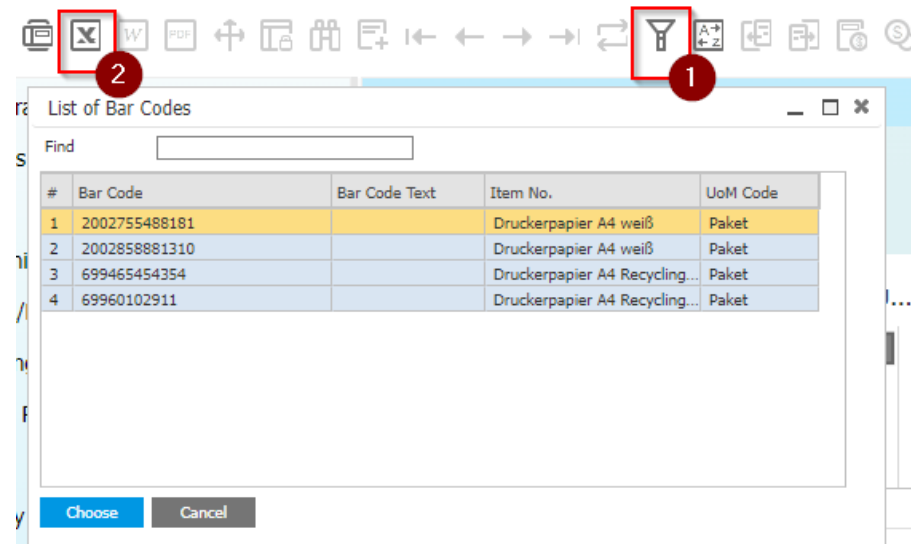 X W PDF A Z
2 1
List of Bar Codes
Find
# Bar Code Bar Code Text Item No. UoM Code
1 2002755488181 Druckerpapier A4 weiß Paket
2 2002858881310 Druckerpapier A4 weiß Paket
3 699465454354 Druckerpapier A4 Recycling... Paket
4 69960102911 Druckerpapier A4 Recycling... Paket
Choose Cancel